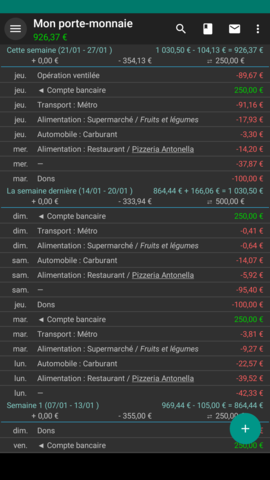 Mon porte-monnaie
926,37 €
Cette semaine (21/01 - 27/01 ) 1 030,50 € - 104,13 € = 926,37 €
+ 0,00 € - 354,13 € ⇄ 250,00 €
jeu. Opération ventilée -89,67 €
jeu. ◄ Compte bancaire 250,00 €
jeu. Transport : Métro -91,16 €
jeu. Alimentation : Supermarché / Fruits et légumes -17,93 €
jeu. Automobile : Carburant -3,30 €
mer. Alimentation : Restaurant / Pizzeria Antonella -14,20 €
mer. — -37,87 €
mer. Dons -100,00 €
La semaine dernière (14/01 - 20/01 ) 864,44 € + 166,06 € = 1 030,50 €
+ 0,00 € - 333,94 € ⇄ 500,00 €
dim. ◄ Compte bancaire 250,00 €
dim. Transport : Métro -0,41 €
dim. Alimentation : Supermarché / Fruits et légumes -0,64 €
sam. Automobile : Carburant -14,07 €
sam. Alimentation : Restaurant / Pizzeria Antonella -5,92 €
sam. — -95,40 €
jeu. Dons -100,00 €
mar. ◄ Compte bancaire 250,00 €
mar. Transport : Métro -3,81 €
mar. Alimentation : Supermarché / Fruits et légumes -9,27 €
lun. Automobile : Carburant -22,57 €
lun. Alimentation : Restaurant / Pizzeria Antonella -39,52 €
lun. — -42,33 €
Semaine 1 (07/01 - 13/01 ) 969,44 € - 105,00 € = 864,44 €
+ 0,00 € - 355,00 € ⇄ 250,00
dim. Dons
ven. ◄ Compte bancaire 250,00 €